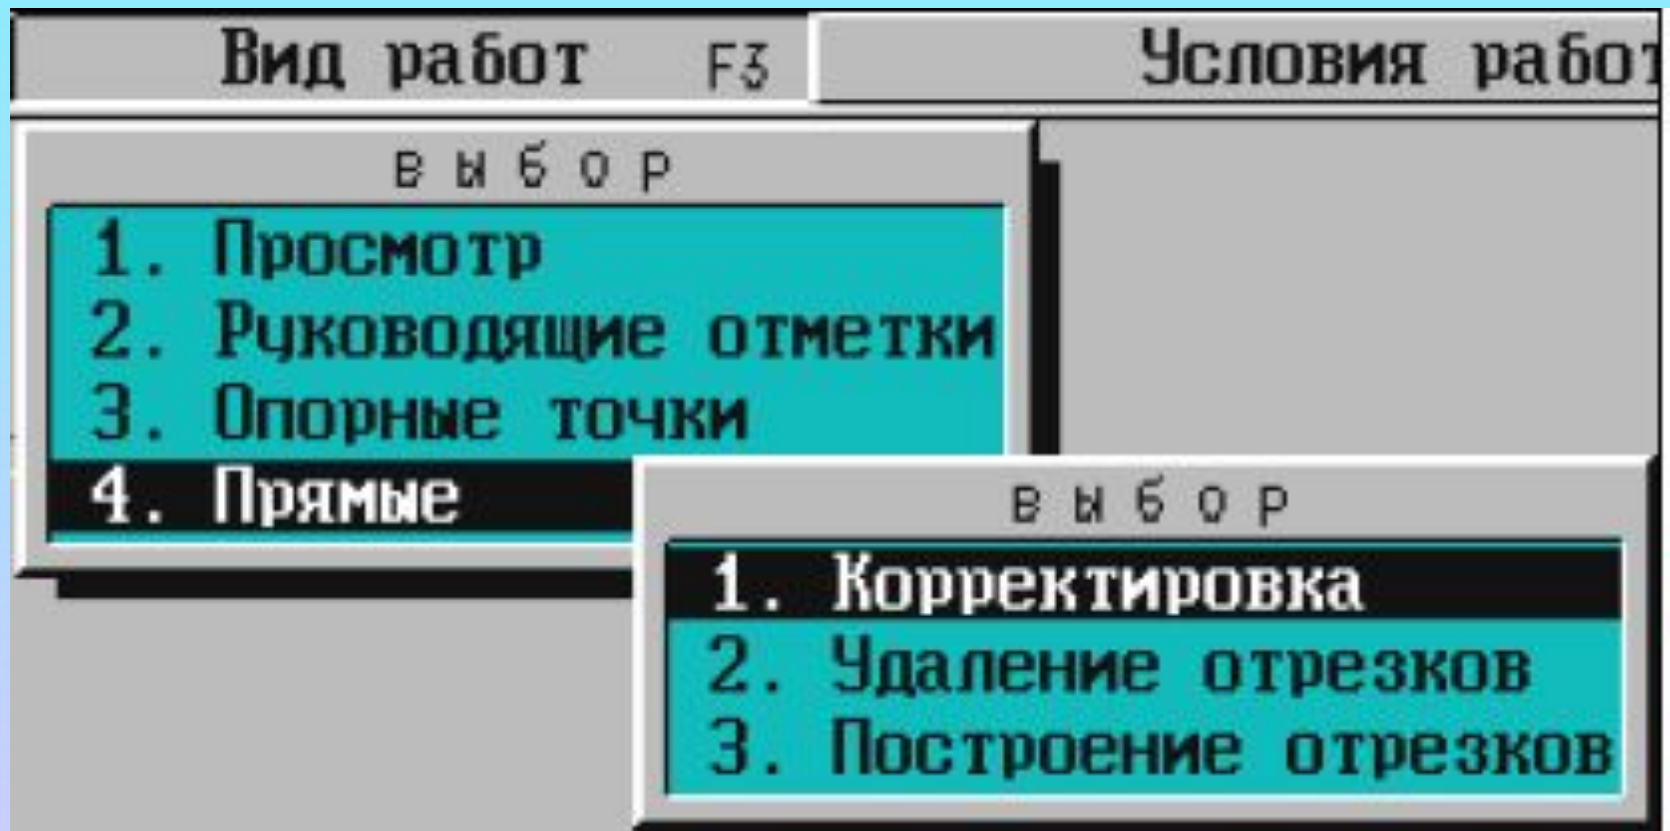 Вид работ F3 Условия работ
выбор
1. Просмотр
2. Руководящие отметки
3. Опорные точки
4. Прямые
выбор
1. Корректировка
2. Удаление отрезков
3. Построение отрезков